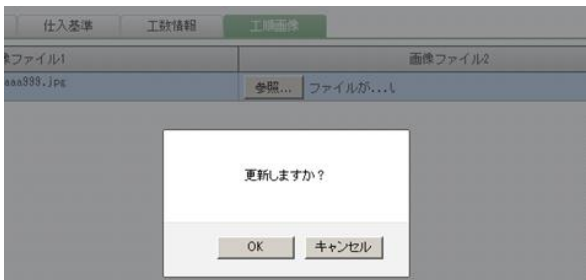 仕入基準 工数情報 工順画像
像ファイル1 画像ファイル2
aaa999.jpg 参照... ファイルが...し
更新しますか？
OK キャンセル